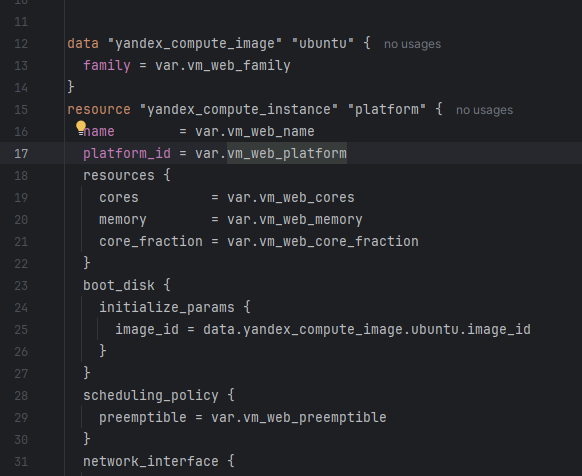 11
12 data "yandex_compute_image" "ubuntu" { no usages
13 family = var.vm_web_family
14 }
15 resource "yandex_compute_instance" "platform" { no usages
16 name = var.vm_web_name
17 platform_id = var.vm_web_platform
18 resources {
19 cores = var.vm_web_cores
20 memory = var.vm_web_memory
21 core_fraction = var.vm_web_core_fraction
22 }
23 boot_disk {
24 initialize_params {
25 image_id = data.yandex_compute_image.ubuntu.image_id
26 }
27 }
28 scheduling_policy {
29 preemptible = var.vm_web_preemptible
30 }
31 network_interface {